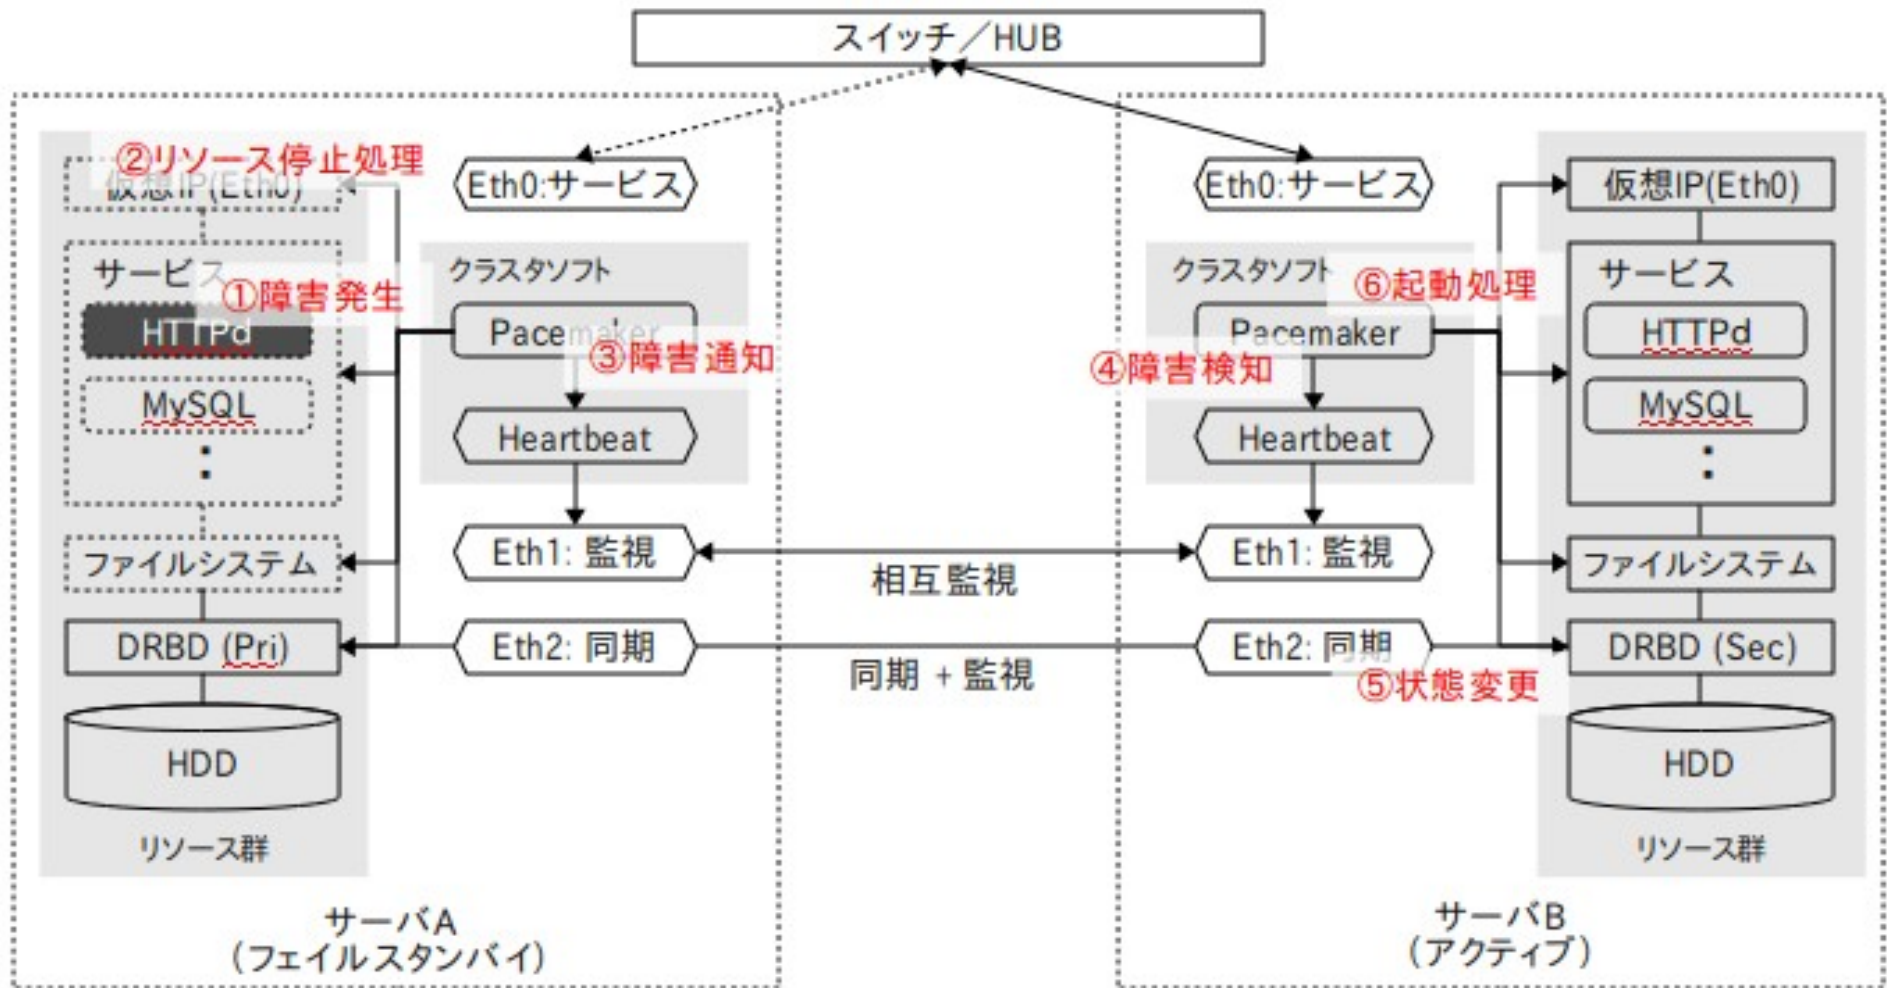 スイッチ／HUB
②リソース停止処理
仮想IP(Eth0)
Eth0:サービス
サービス
①障害発生
HTTPd
MySQL
クラスタソフト
Pacemaker
③障害通知
Heartbeat
ファイルシステム
Eth1: 監視
DRBD (Pri)
Eth2: 同期
HDD
リソース群
サーバA
(フェイルスタンバイ)
相互監視
同期 + 監視
Eth0:サービス
仮想IP(Eth0)
クラスタソフト
⑥起動処理
Pacemaker
④障害検知
Heartbeat
サービス
HTTPd
MySQL
Eth1: 監視
ファイルシステム
Eth2: 同期
DRBD (Sec)
⑤状態変更
HDD
リソース群
サーバB
(アクティブ)